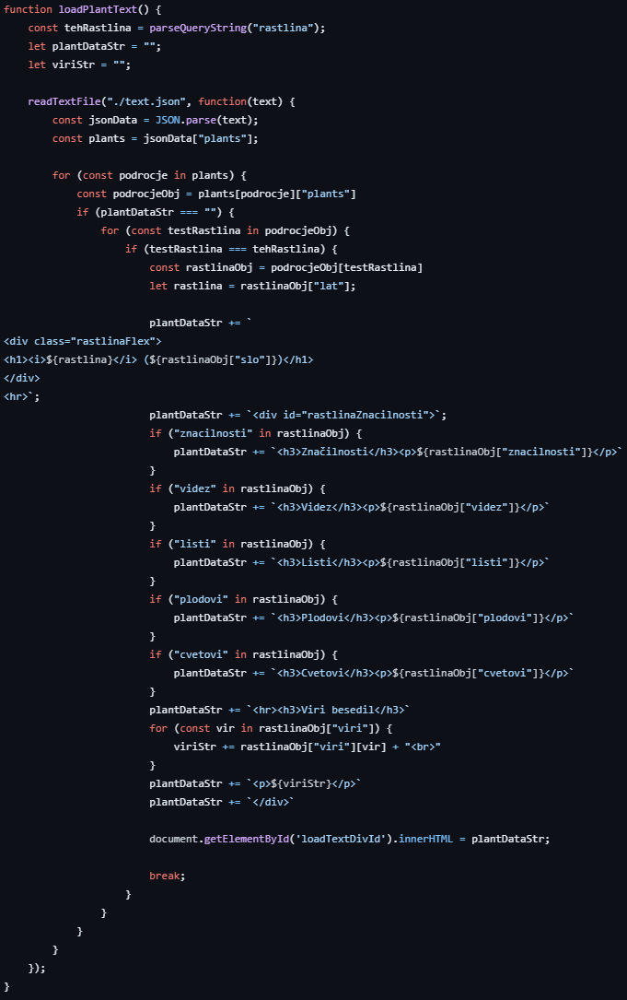 function loadPlantText() {
    const tehRastlina = parseQueryString("rastlina");
    let plantDataStr = "";
    let viriStr = "";

    readTextFile("./text.json", function(text) {
        const jsonData = JSON.parse(text);
        const plants = jsonData["plants"];

        for (const podrocje in plants) {
            const podrocjeObj = plants[podrocje]["plants"]
            if (plantDataStr === "") {
                for (const testRastlina in podrocjeObj) {
                    if (testRastlina === tehRastlina) {
                        const rastlinaObj = podrocjeObj[testRastlina]
                        let rastlina = rastlinaObj["lat"];

                        plantDataStr += `
<div class="rastlinaFlex">
<h1><i>${rastlina}</i> (${rastlinaObj["slo"]})</h1>
</div>
<hr>`;
                        plantDataStr += `<div id="rastlinaZnacilnosti">`;
                        if ("znacilnosti" in rastlinaObj) {
                            plantDataStr += `<h3>Značilnosti</h3><p>${rastlinaObj["znacilnosti"]}</p>`
                        }
                        if ("videz" in rastlinaObj) {
                            plantDataStr += `<h3>Videz</h3><p>${rastlinaObj["videz"]}</p>`
                        }
                        if ("listi" in rastlinaObj) {
                            plantDataStr += `<h3>Listi</h3><p>${rastlinaObj["listi"]}</p>`
                        }
                        if ("plodovi" in rastlinaObj) {
                            plantDataStr += `<h3>Plodovi</h3><p>${rastlinaObj["plodovi"]}</p>`
                        }
                        if ("cvetovi" in rastlinaObj) {
                            plantDataStr += `<h3>Cvetovi</h3><p>${rastlinaObj["cvetovi"]}</p>`
                        }
                        plantDataStr += `<hr><h3>Viri besedil</h3>`
                        for (const vir in rastlinaObj["viri"]) {
                            viriStr += rastlinaObj["viri"][vir] + "<br>"
                        }
                        plantDataStr += `<p>${viriStr}</p>`
                        plantDataStr += `</div>`

                        document.getElementById('loadTextDivId').innerHTML = plantDataStr;

                        break;
                    }
                }
            }
        }
    });
}